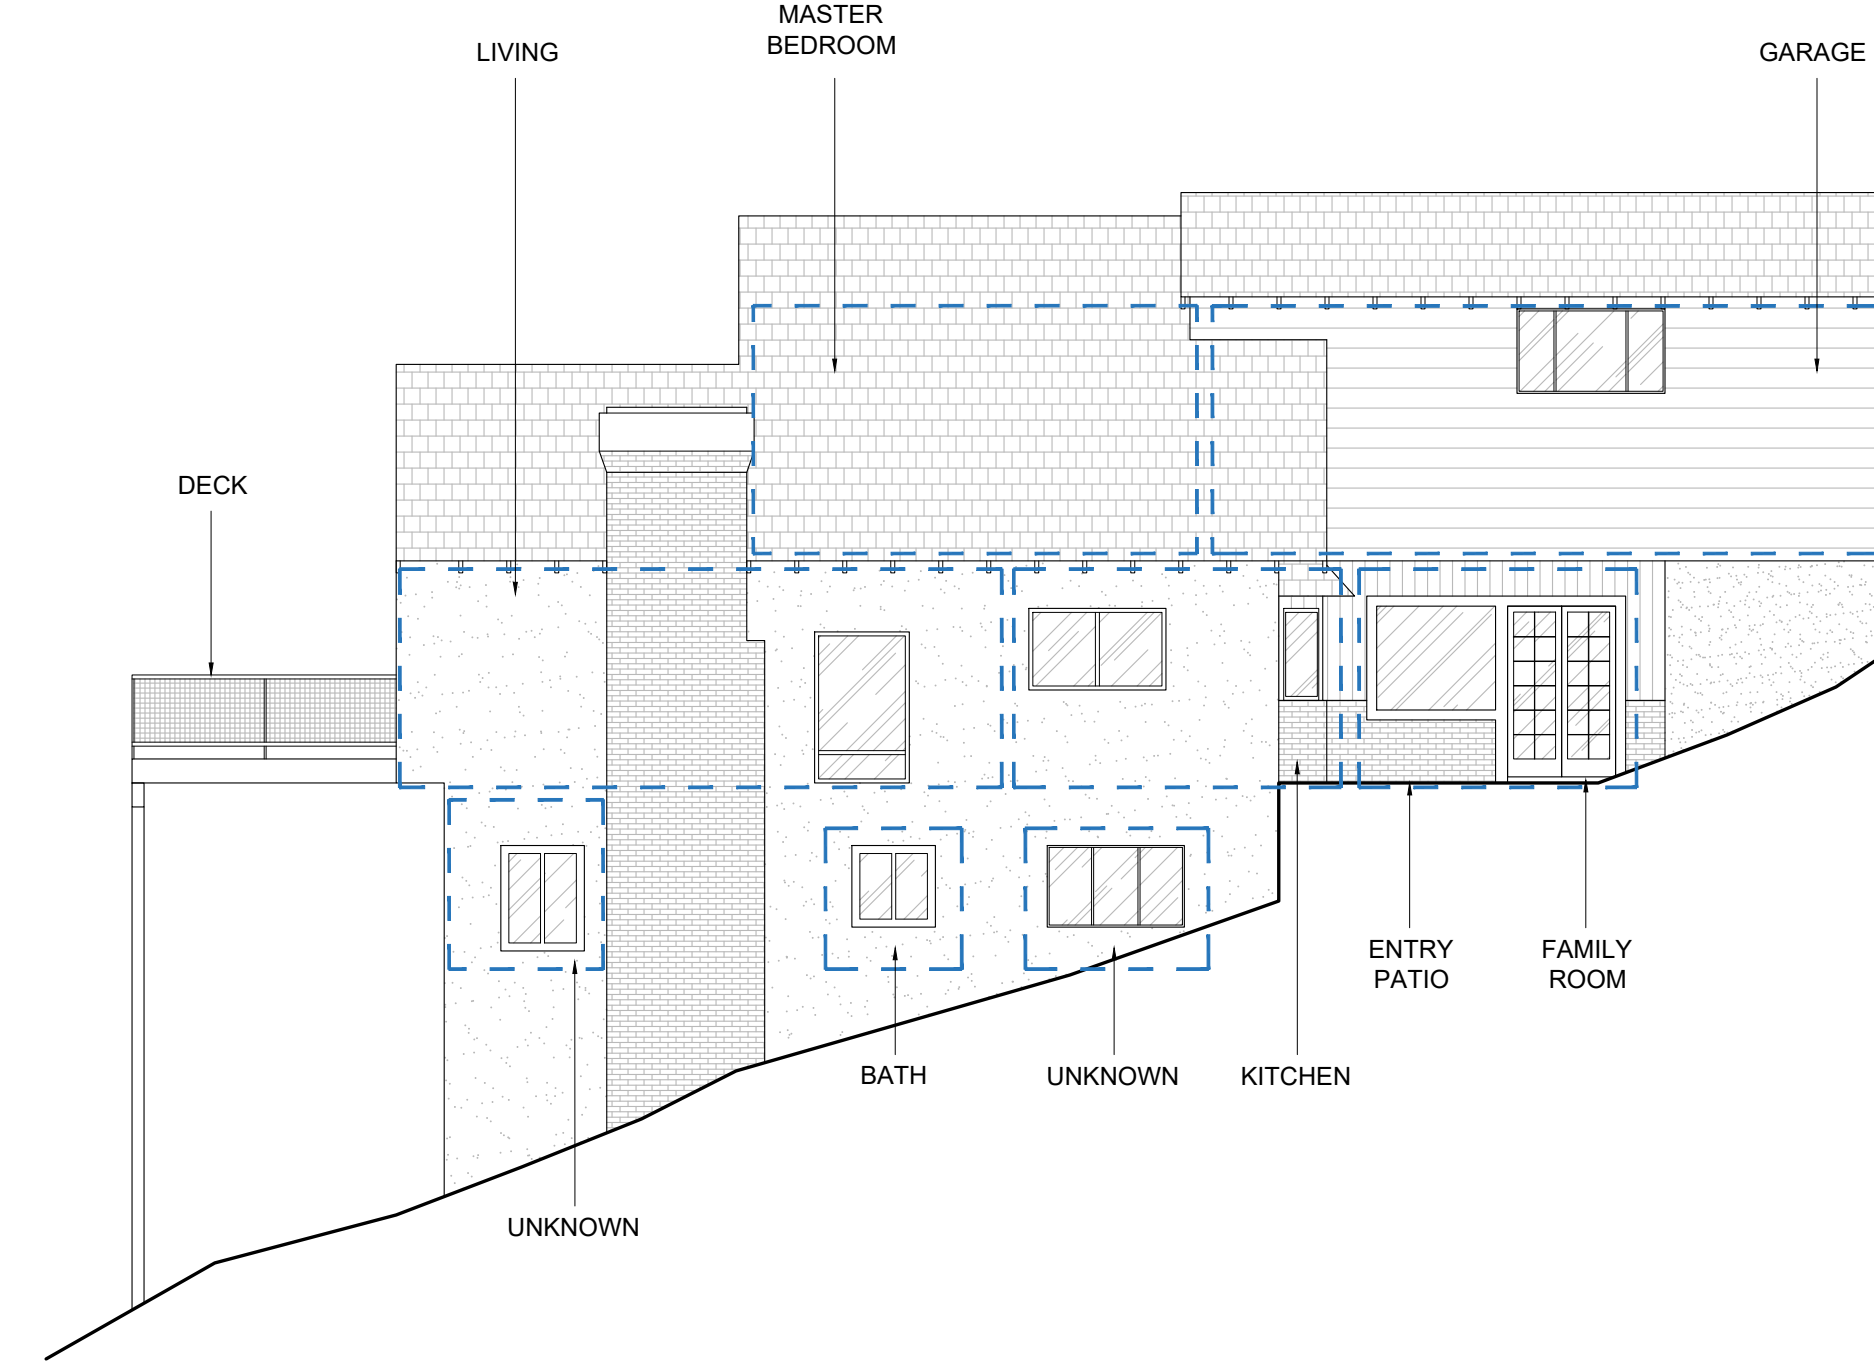 MASTER
BEDROOM
LIVING
GARAGE
DECK
ENTRY
PATIO
FAMILY
ROOM
BATH
UNKNOWN
KITCHEN
UNKNOWN